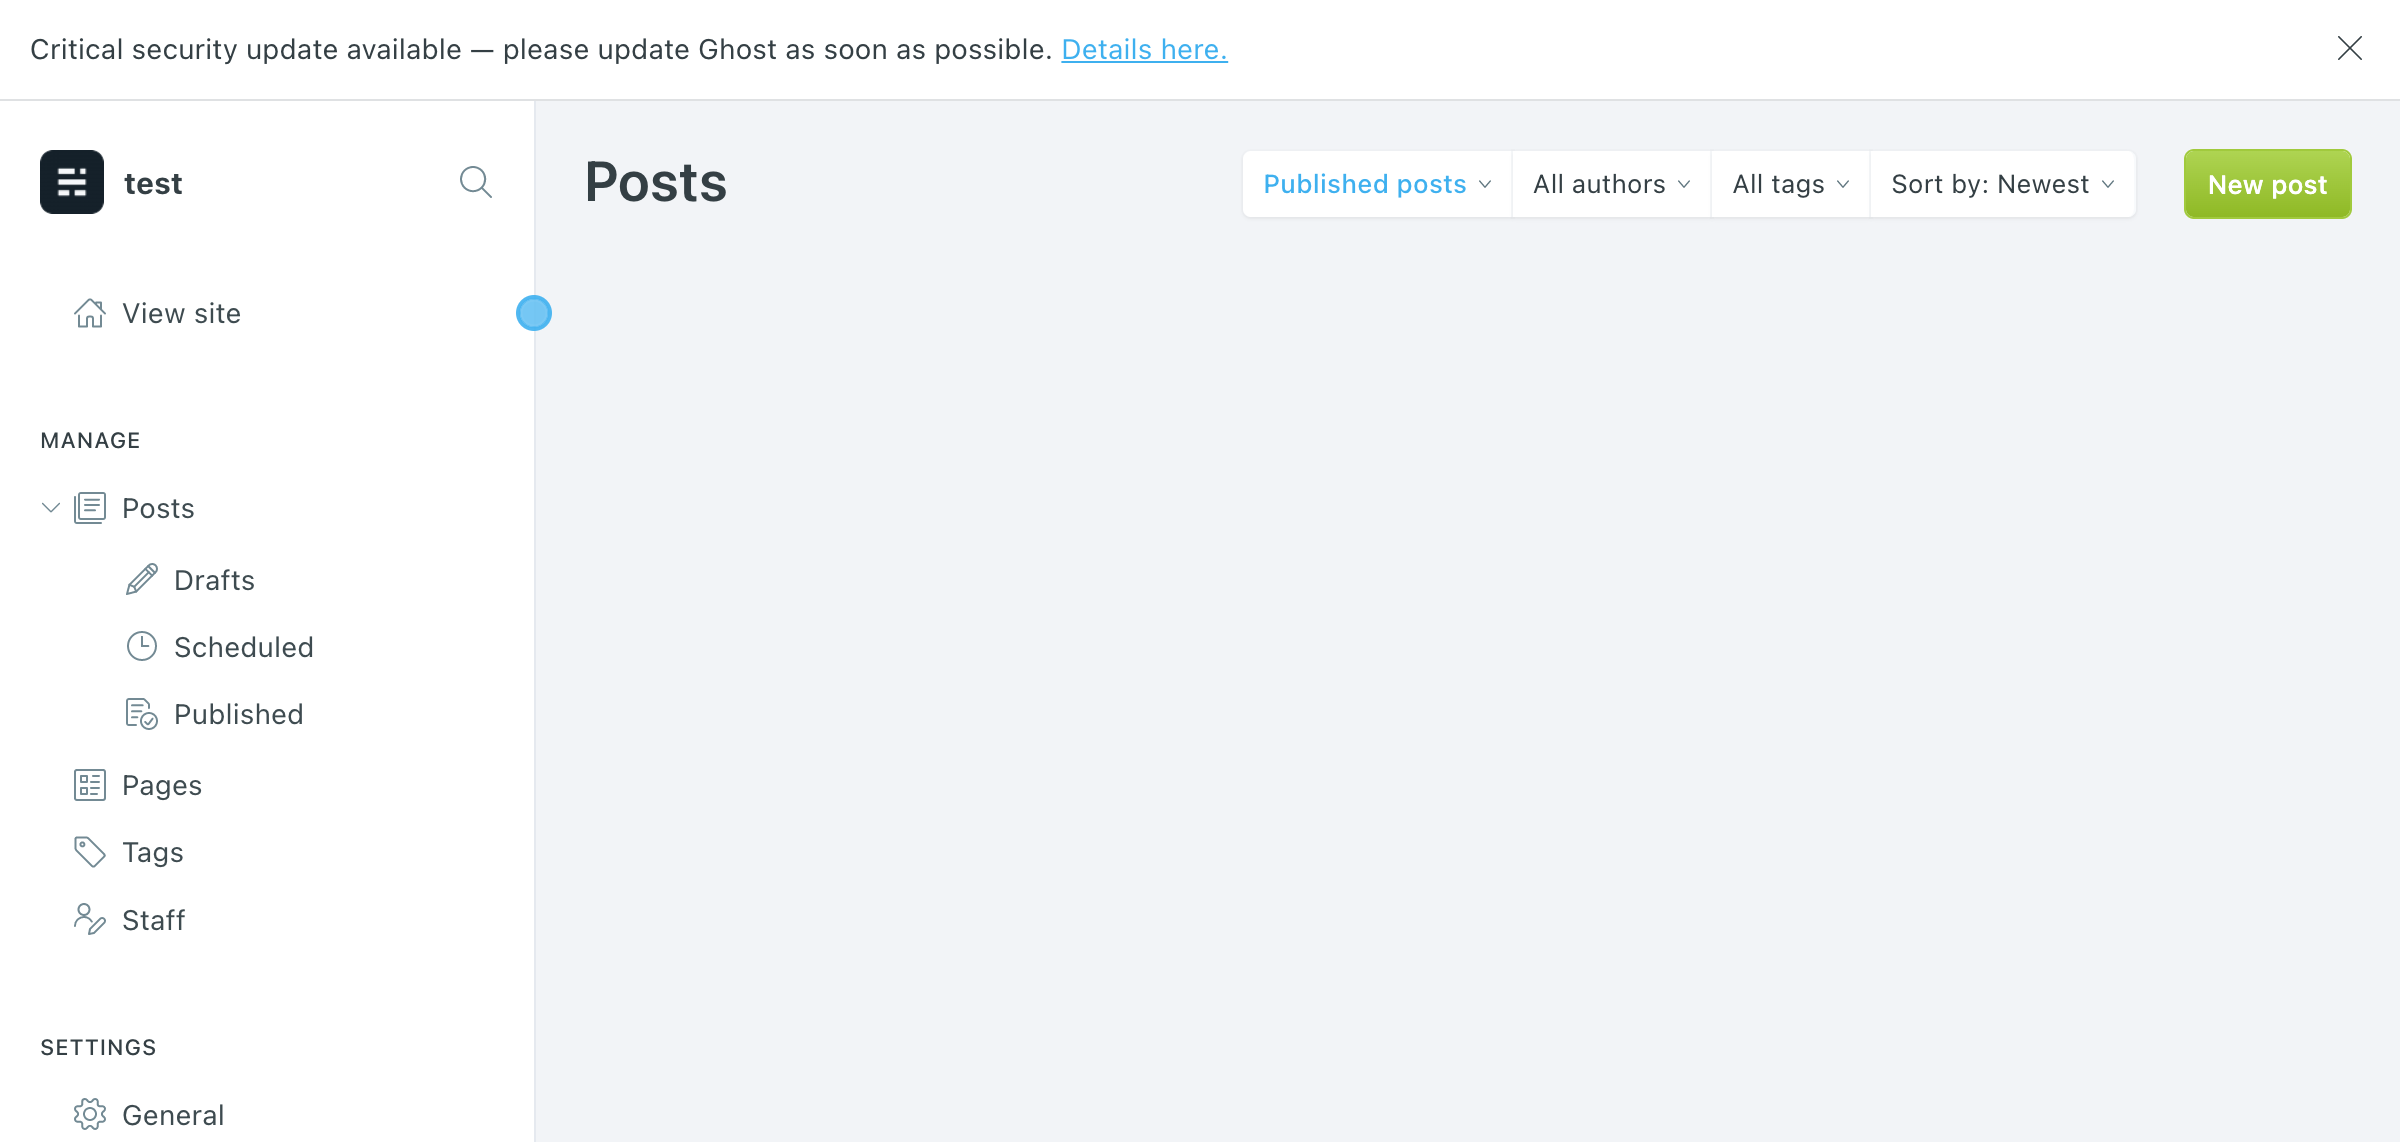 Critical security update available — please update Ghost as soon as possible. Details here.
test
Posts
Published posts
All authors
All tags
Sort by: Newest
New post
View site
MANAGE
Posts
Drafts
Scheduled
Published
Pages
Tags
Staff
SETTINGS
General